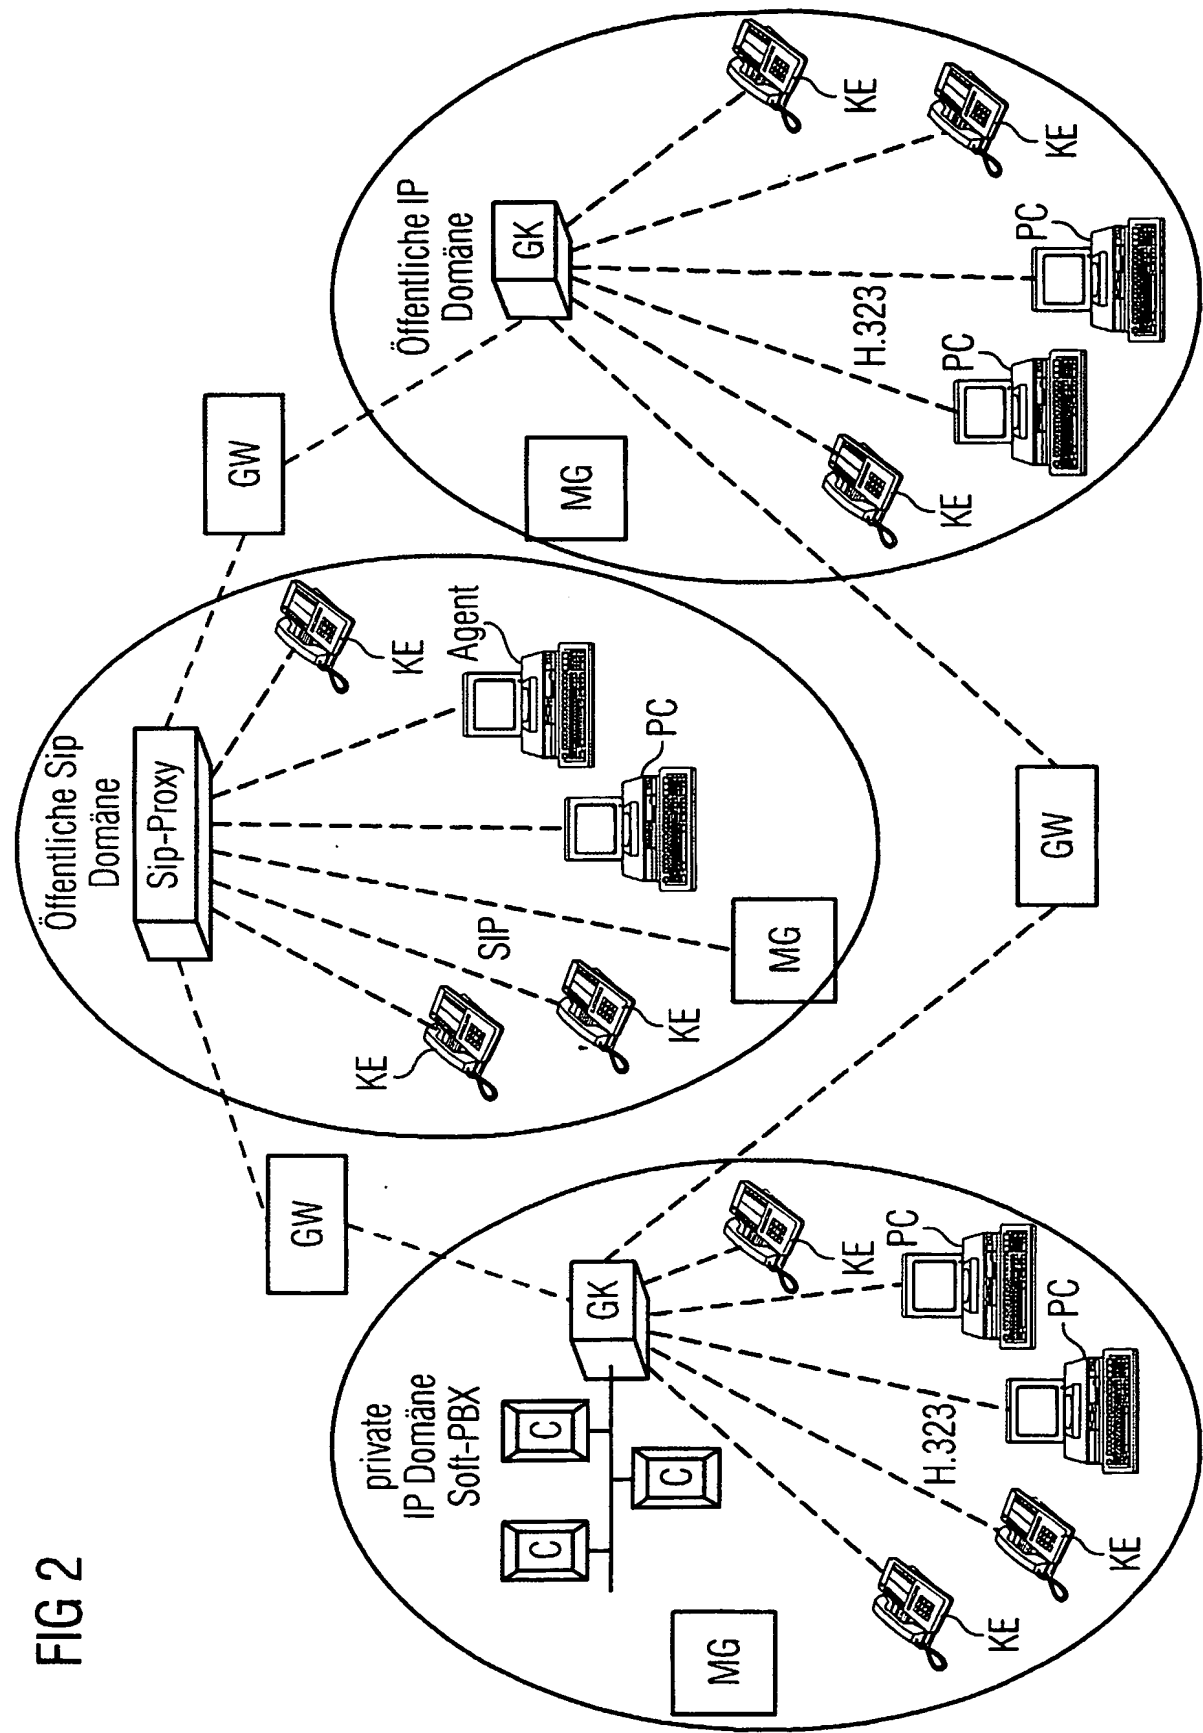 FIG 2
private
IP Domäne
Soft-PBX
C
C
C
GK
MG
KE
KE
H.323
PC
PC
KE
GW
Öffentliche Sip
Domäne
Sip-Proxy
KE
KE
SIP
MG
PC
Agent
KE
GW
GW
Öffentliche IP
Domäne
GK
MG
KE
H.323
PC
PC
KE
KE